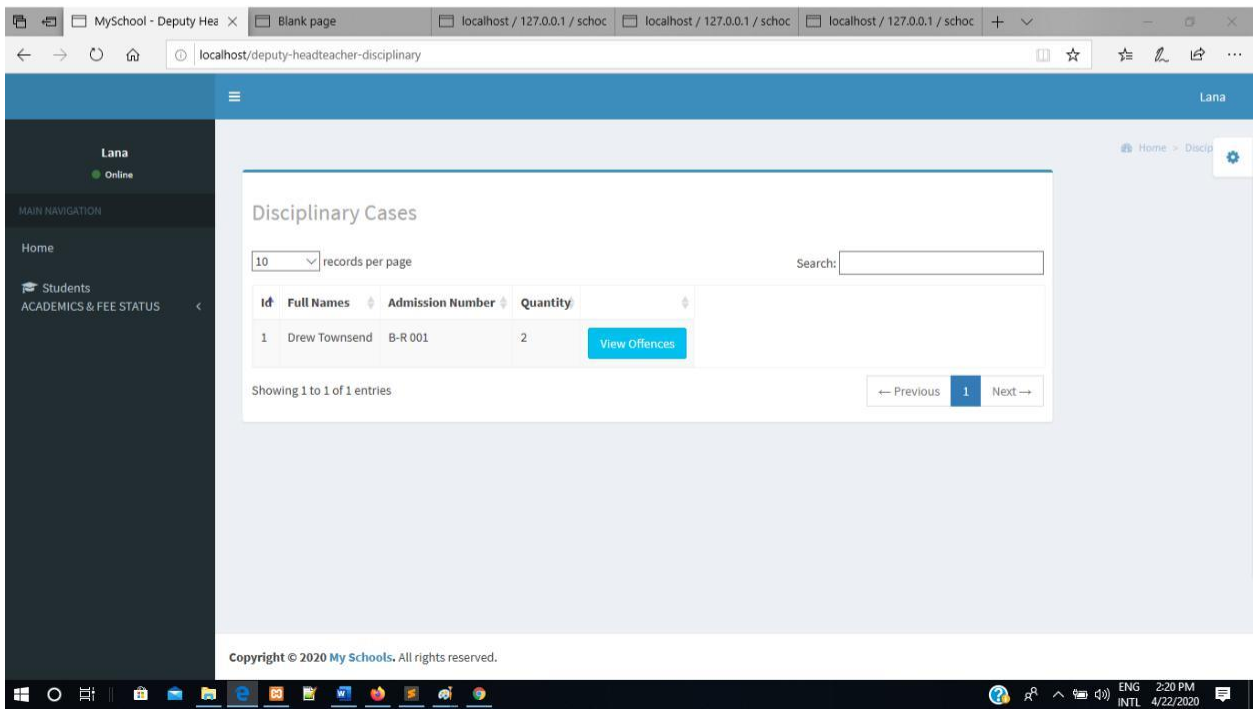 MySchool - Deputy Hea
Blank page
localhost / 127.0.0.1 / schoc
localhost / 127.0.0.1 / schoc
localhost / 127.0.0.1 / schoc
localhost/deputy-headteacher-disciplinary
Lana
Lana
Online
Home > Discip
MAIN NAVIGATION
Home
Students
ACADEMICS & FEE STATUS
Disciplinary Cases
10 records per page
Search:
Id Full Names Admission Number Quantity
1 Drew Townsend B-R 001 2 View Offences
Showing 1 to 1 of 1 entries
← Previous 1 Next →
Copyright © 2020 My Schools. All rights reserved.
ENG 2:20 PM
INTL 4/22/2020